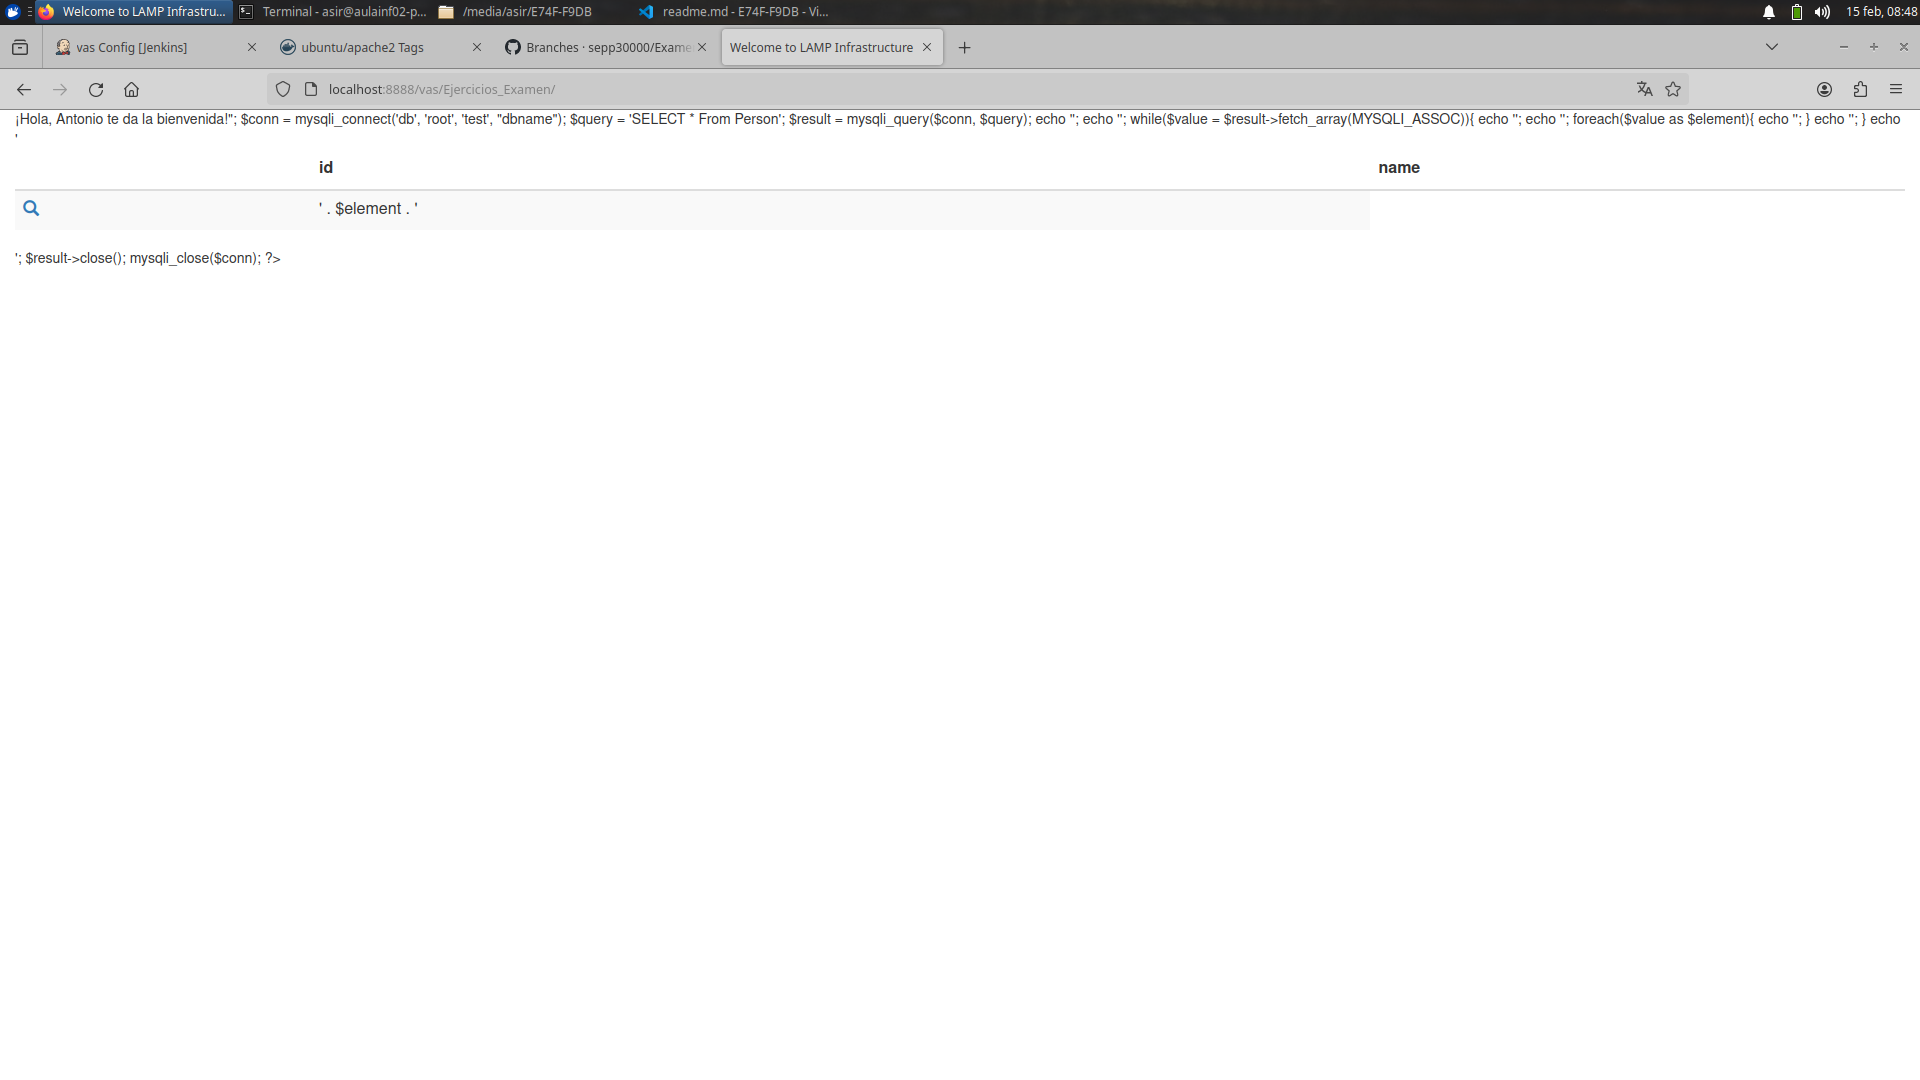 Welcome to LAMP Infrastru...
Terminal - asir@aulainf02-p...
/media/asir/E74F-F9DB
readme.md - E74F-F9DB - Vi...
15 feb, 08:48
vas Config [Jenkins]
ubuntu/apache2 Tags
Branches · sepp30000/Exame
Welcome to LAMP Infrastructure
localhost:8888/vas/Ejercicios_Examen/
¡Hola, Antonio te da la bienvenida!"; $conn = mysqli_connect('db', 'root', 'test', "dbname"); $query = 'SELECT * From Person'; $result = mysqli_query($conn, $query); echo ''; echo ''; while($value = $result->fetch_array(MYSQLI_ASSOC)){ echo ''; echo ''; foreach($value as $element){ echo ''; } echo ''; } echo
'
id name
' . $element . '
'; $result->close(); mysqli_close($conn); ?>